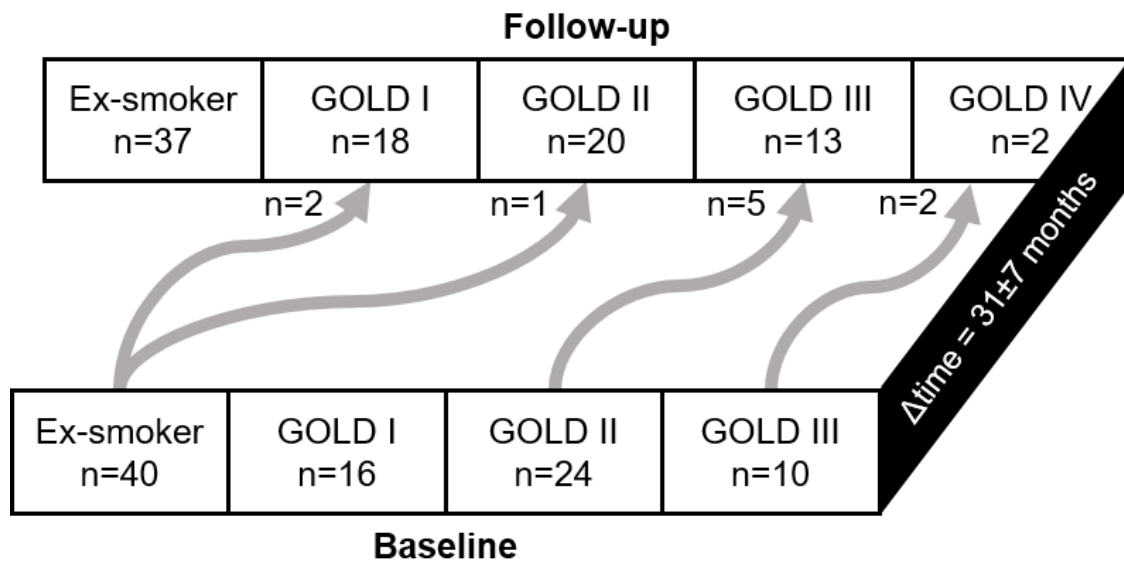 Follow-up
Ex-smoker
n=37
GOLD I
n=18
GOLD II
n=20
GOLD III
n=13
GOLD IV
n=2
n=2
n=1
n=5
n=2
Δtime = 31±7 months
Ex-smoker
n=40
GOLD I
n=16
GOLD II
n=24
GOLD III
n=10
Baseline